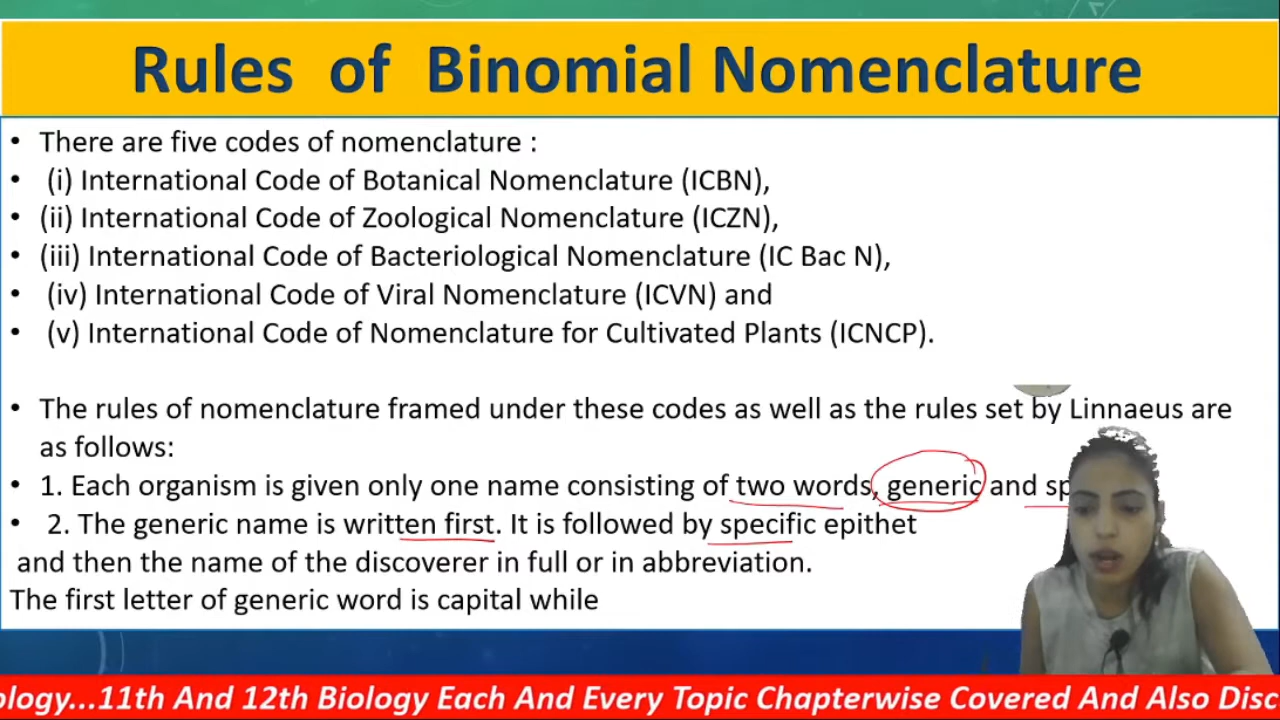 Rules of Binomial Nomenclature
• There are five codes of nomenclature :
• (i) International Code of Botanical Nomenclature (ICBN),
• (ii) International Code of Zoological Nomenclature (ICZN),
• (iii) International Code of Bacteriological Nomenclature (IC Bac N),
• (iv) International Code of Viral Nomenclature (ICVN) and
• (v) International Code of Nomenclature for Cultivated Plants (ICNCP).
• The rules of nomenclature framed under these codes as well as the rules set by Linnaeus are
as follows:
• 1. Each organism is given only one name consisting of two words, generic and sp
• 2. The generic name is written first. It is followed by specific epithet
and then the name of the discoverer in full or in abbreviation.
The first letter of generic word is capital while
ology...11th And 12th Biology Each And Every Topic Chapterwise Covered And Also Disc